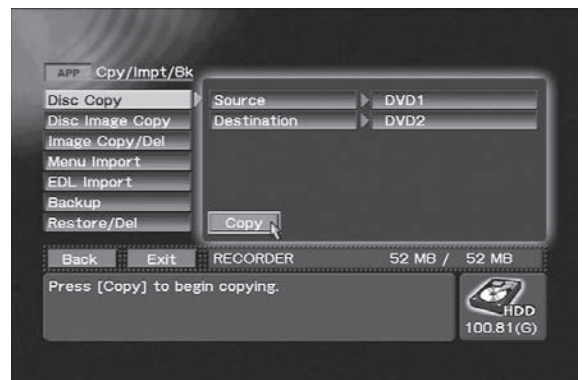 APP Cpy/Impt/Bk
Disc Copy
Source DVD1
Disc Image Copy
Destination DVD2
Image Copy/Del
Menu Import
EDL Import
Backup
Restore/Del
Copy
Back Exit RECORDER 52 MB / 52 MB
Press [Copy] to begin copying.
HDD
100.81(G)